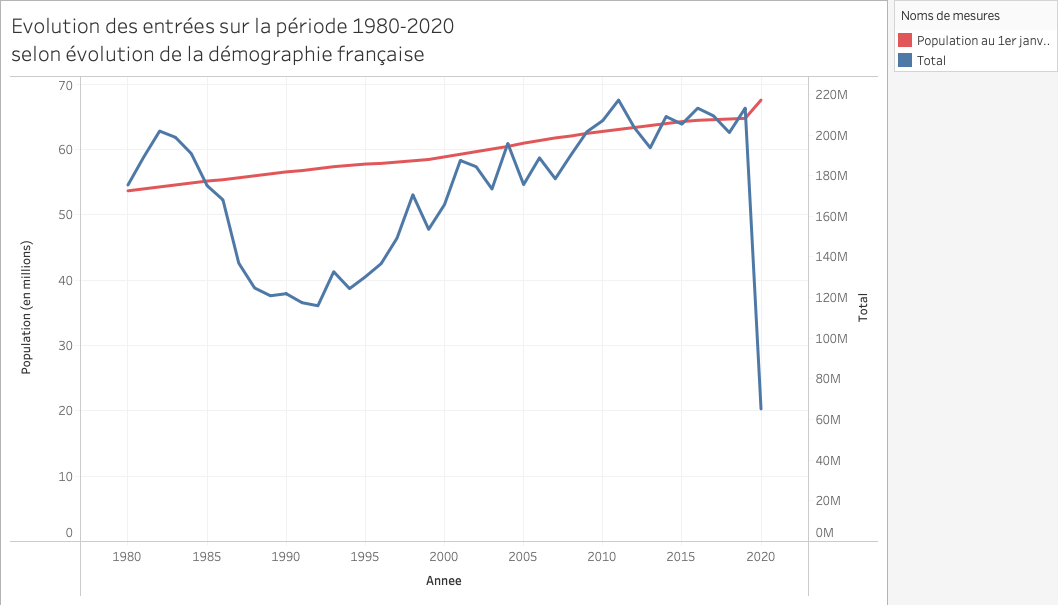 Evolution des entrées sur la période 1980-2020
selon évolution de la démographie française
Noms de mesures
Population au 1er janv..
Total
70
60
50
40
30
20
10
0
Population (en millions)
220M
200M
180M
160M
140M
120M
100M
80M
60M
40M
20M
0M
Total
1980 1985 1990 1995 2000 2005 2010 2015 2020
Annee